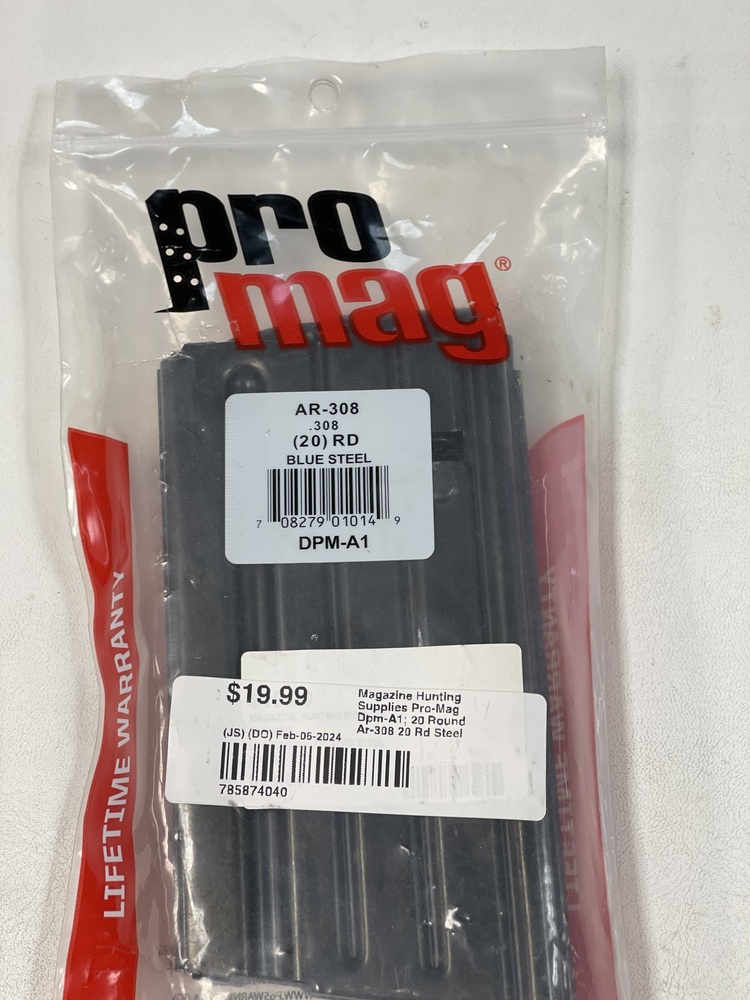 pro
mag®
AR-308
.308
(20) RD
BLUE STEEL
7 08279 01014 9
DPM-A1
$19.99
Magazine Hunting
Supplies Pro-Mag
Dpm-A1; 20 Round
Ar-308 20 Rd Steel
(JS) (DO) Feb-06-2024
785874040
LIFETIME WARRANTY
LIFETIME WARRANTY